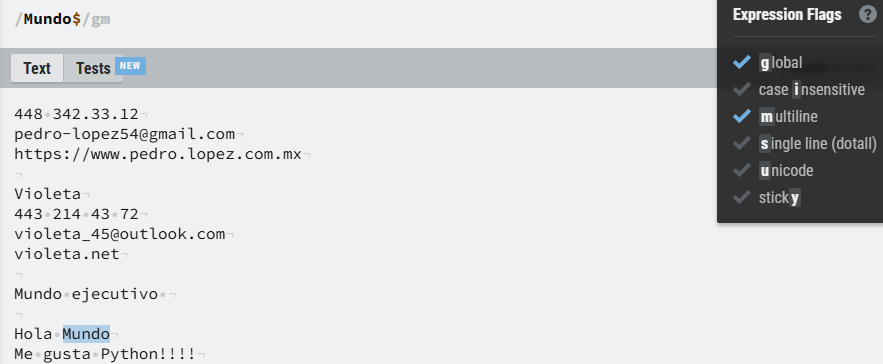 /Mundo$/gm
Expression Flags ?
Text Tests NEW
global
case insensitive
multiline
single line (dotall)
unicode
sticky
448 342.33.12
pedro-lopez54@gmail.com
https://www.pedro.lopez.com.mx
Violeta
443 214 43 72
violeta_45@outlook.com
violeta.net
Mundo ejecutivo
Hola Mundo
Me gusta Python!!!!